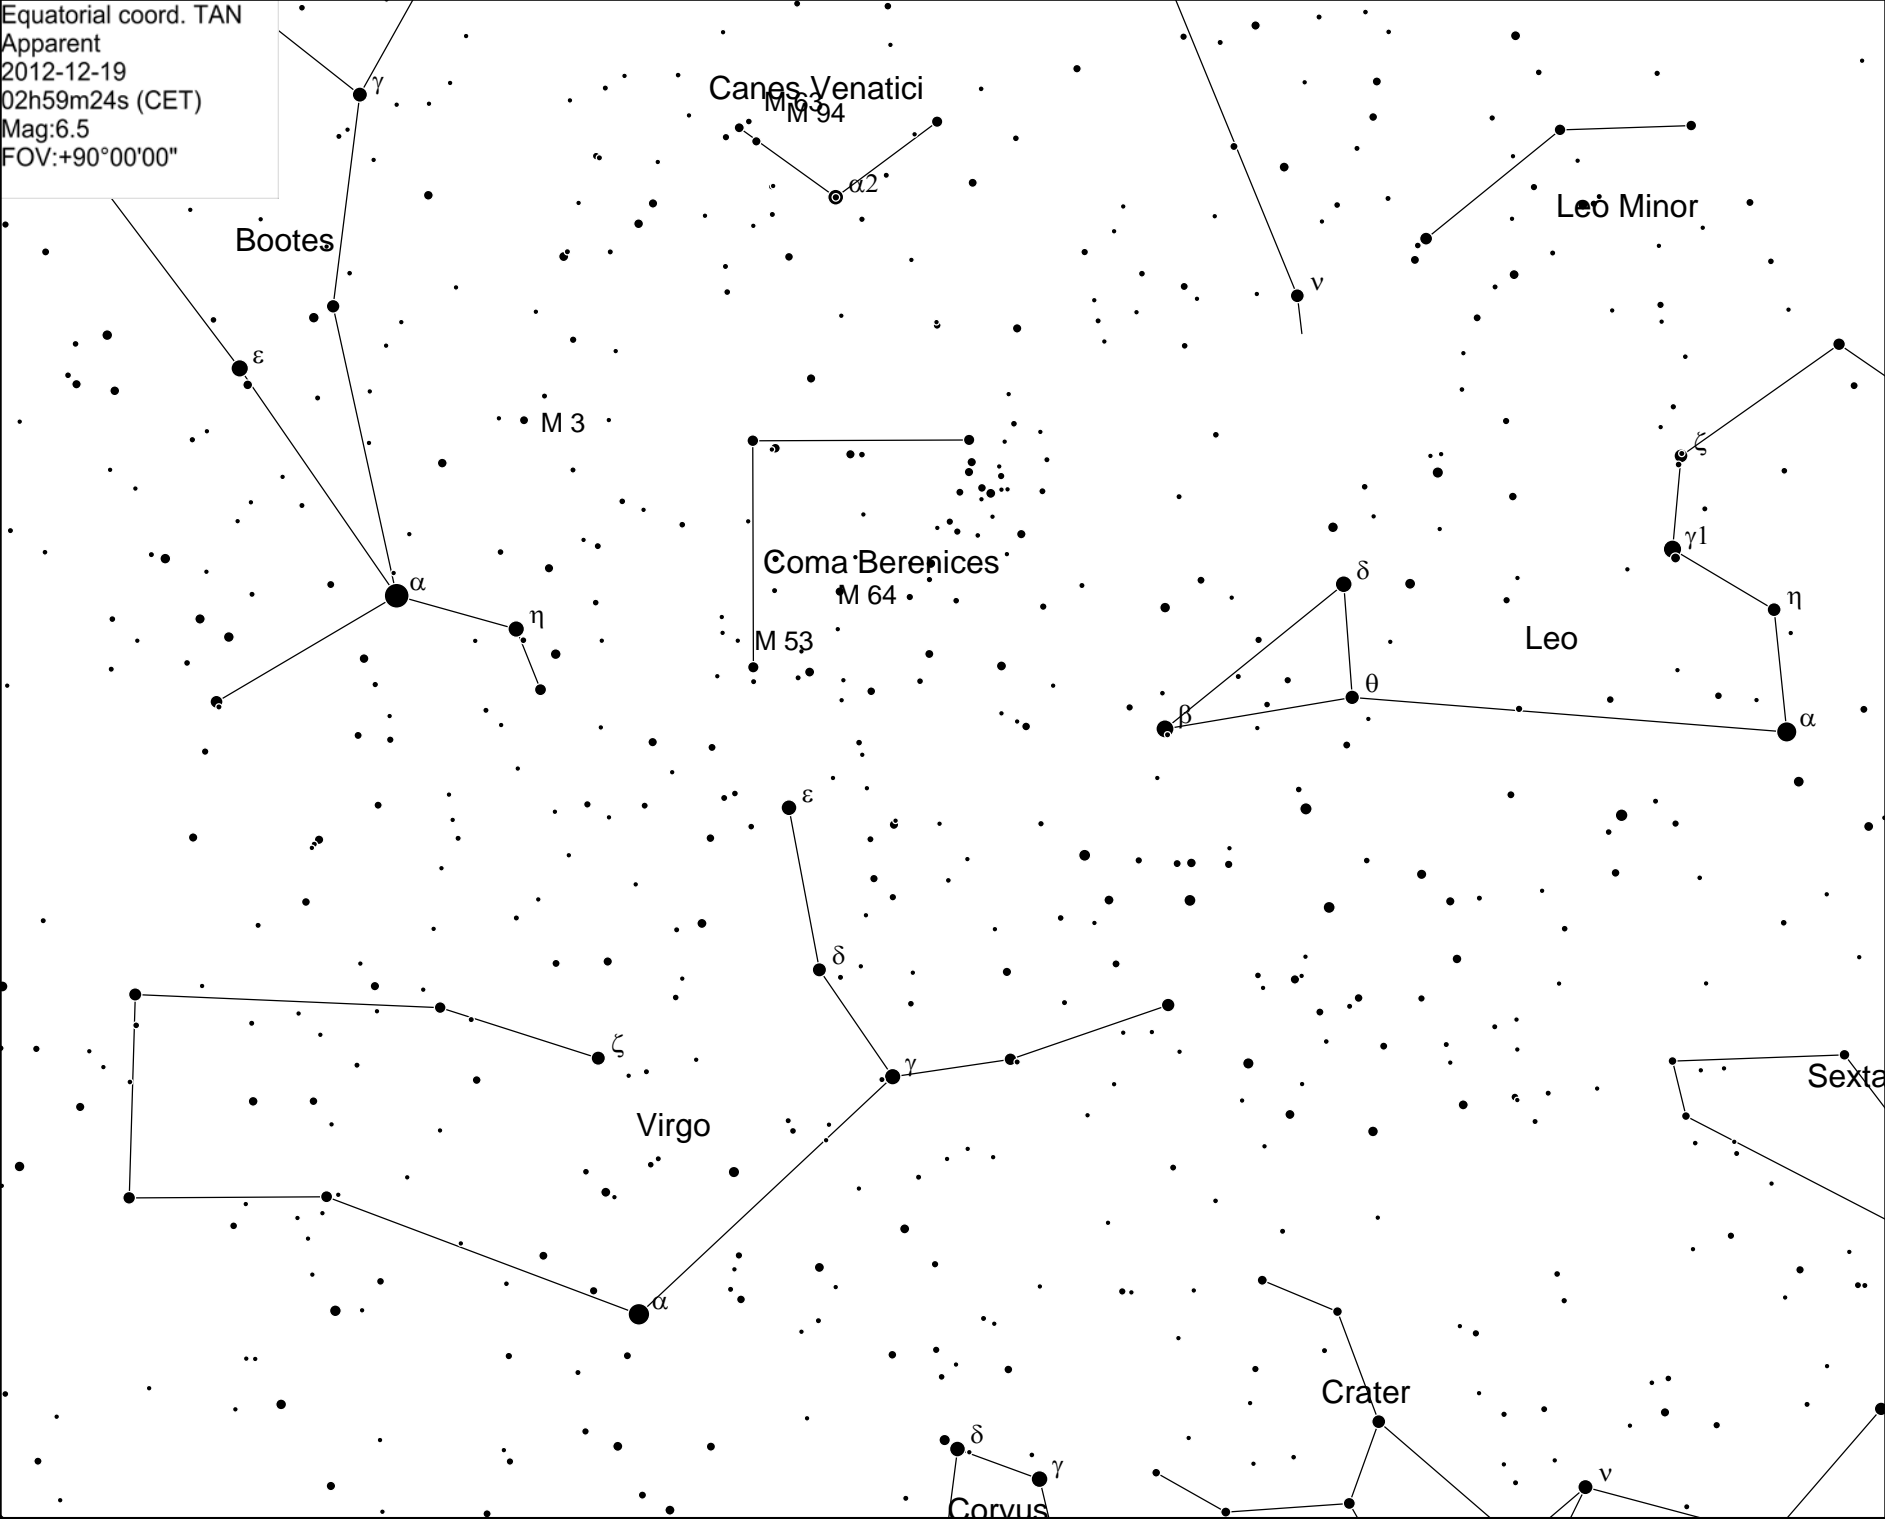 Equatorial coord. TAN
Apparent
2012-12-19
02h59m24s (CET)
Mag:6.5
FOV:+90°00'00"
γ
Canes Venatici
M 63
M 94
α2
Leo Minor
Bootes
ν
ε
M 3
ζ
γ1
Coma Berenices
δ
α
M 64
η
η
M 53
Leo
θ
β
α
ε
δ
ζ
γ
Sexta
Virgo
α
Crater
δ
γ
ν
Corvus